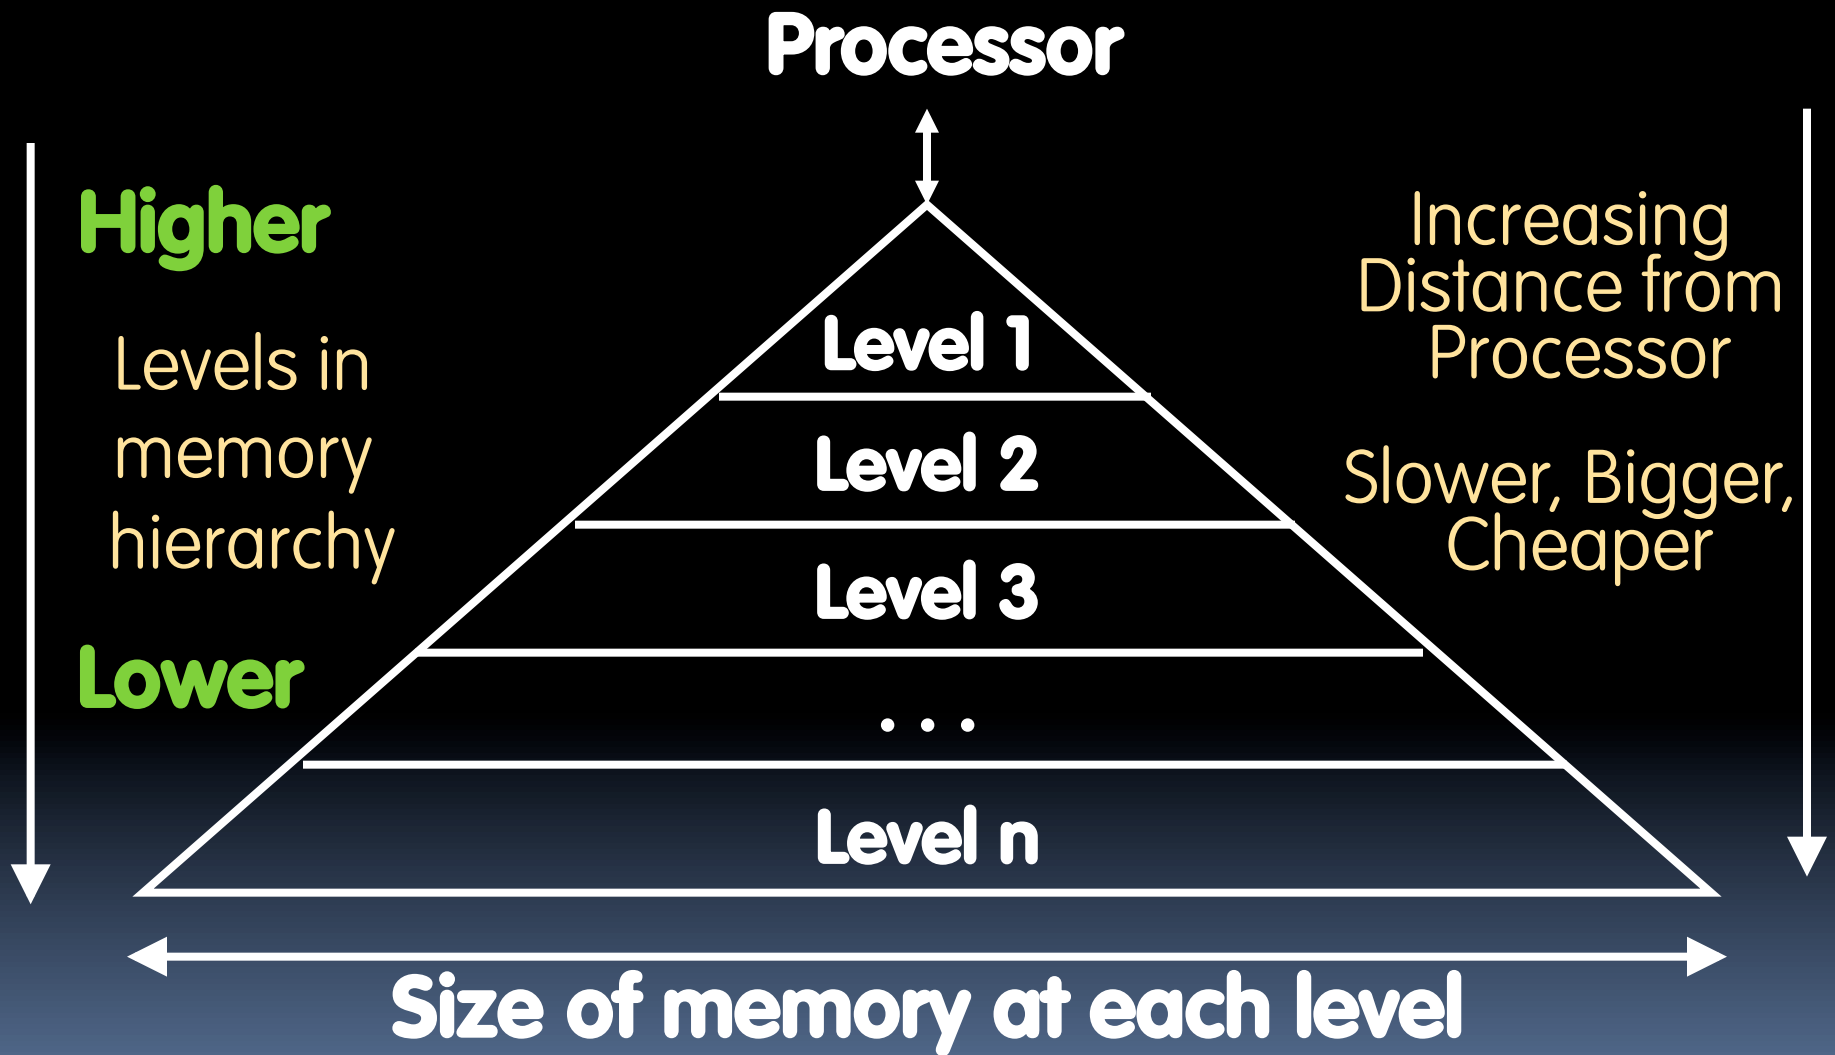 Processor
Higher
Levels in
memory
hierarchy
Lower
Level 1
Level 2
Level 3
. . .
Level n
Increasing
Distance from
Processor
Slower, Bigger,
Cheaper
Size of memory at each level